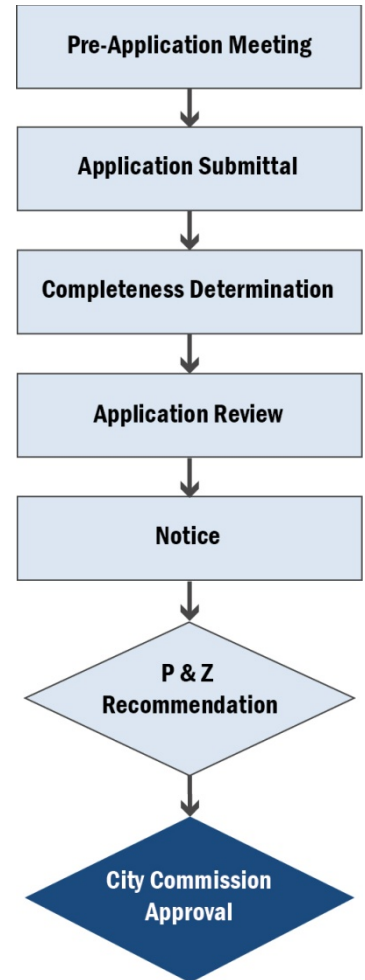 Pre-Application Meeting
Application Submittal
Completeness Determination
Application Review
Notice
P & Z
Recommendation
City Commission
Approval